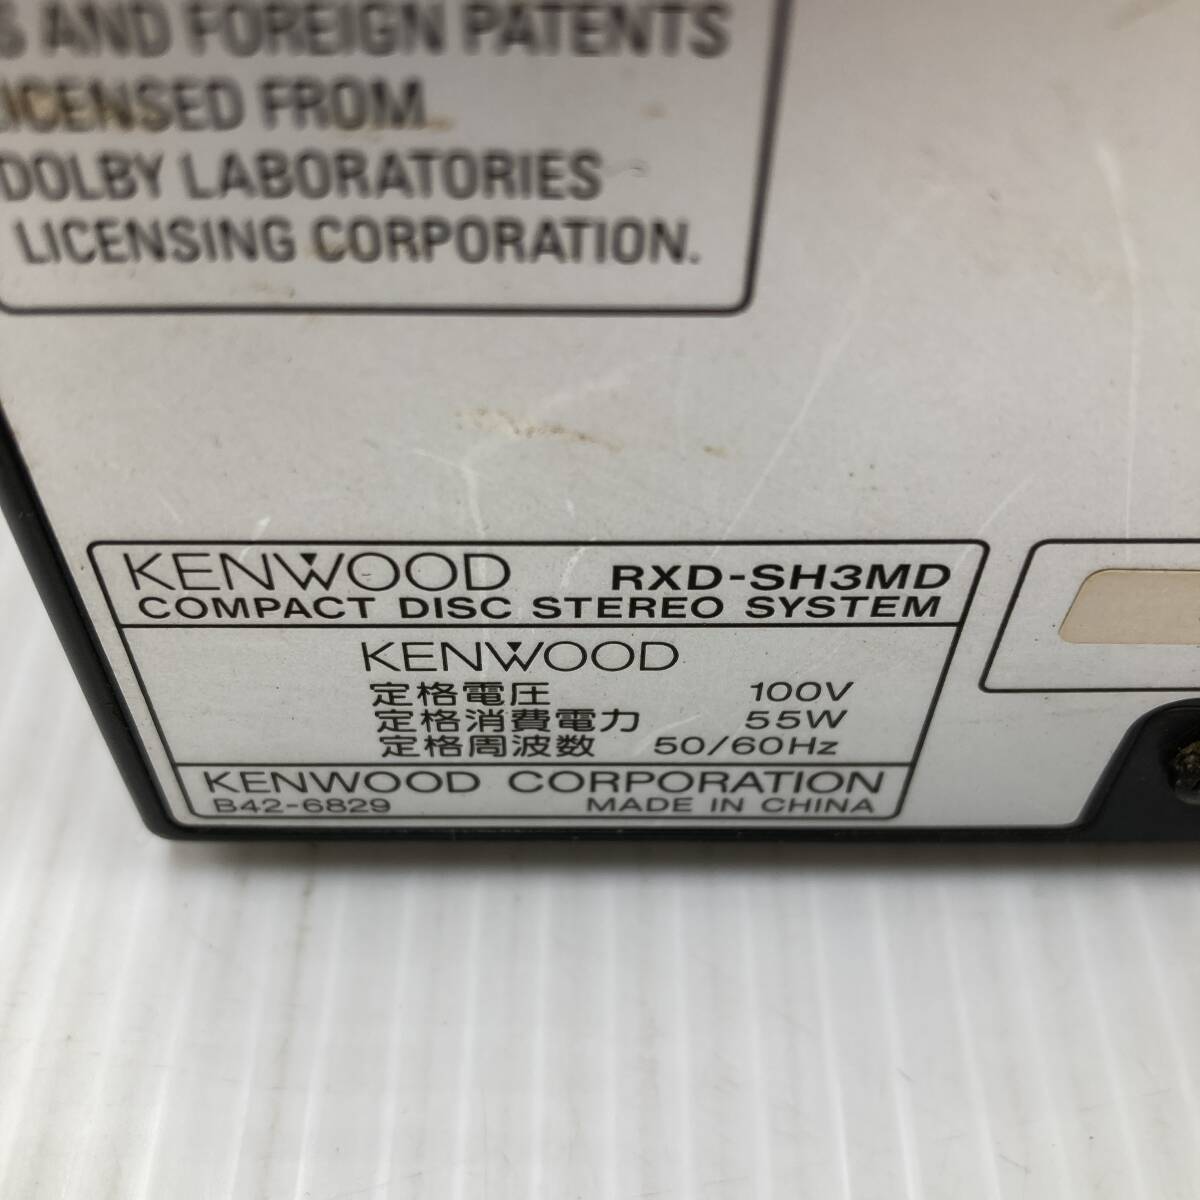 AND FOREIGN PATENTS
LICENSED FROM
DOLBY LABORATORIES
LICENSING CORPORATION.
KENWOOD RXD-SH3MD
COMPACT DISC STEREO SYSTEM
KENWOOD
定格電圧 100V
定格消費電力 55W
定格周波数 50/60Hz
KENWOOD CORPORATION
B42-6829 MADE IN CHINA